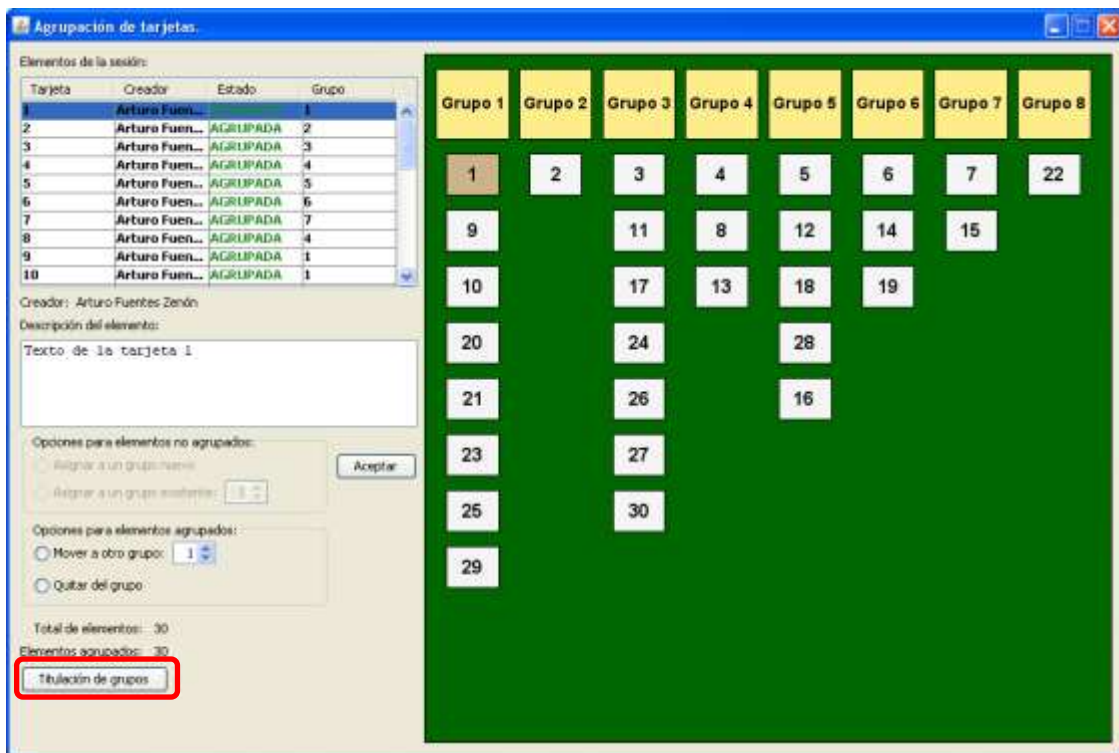 Agrupación de tarjetas.
Elementos de la sesión:
Tarjeta Creador Estado Grupo
1 Arturo Fuen... 1
2 Arturo Fuen... AGRUPADA 2
3 Arturo Fuen... AGRUPADA 3
4 Arturo Fuen... AGRUPADA 4
5 Arturo Fuen... AGRUPADA 5
6 Arturo Fuen... AGRUPADA 6
7 Arturo Fuen... AGRUPADA 7
8 Arturo Fuen... AGRUPADA 4
9 Arturo Fuen... AGRUPADA 1
10 Arturo Fuen... AGRUPADA 1
Creador: Arturo Fuentes Zenón
Descripción del elemento:
Texto de la tarjeta 1
Opciones para elementos no agrupados:
Asignar a un grupo nuevo
Asignar a un grupo existente:
Aceptar
Opciones para elementos agrupados:
Mover a otro grupo: 1
Quitar del grupo
Total de elementos: 30
Elementos agrupados: 30
Titulación de grupos
Grupo 1 Grupo 2 Grupo 3 Grupo 4 Grupo 5 Grupo 6 Grupo 7 Grupo 8
1 2 3 4 5 6 7 22
9 11 8 12 14 15
10 17 13 18 19
20 24 28
21 26 16
23 27
25 30
29